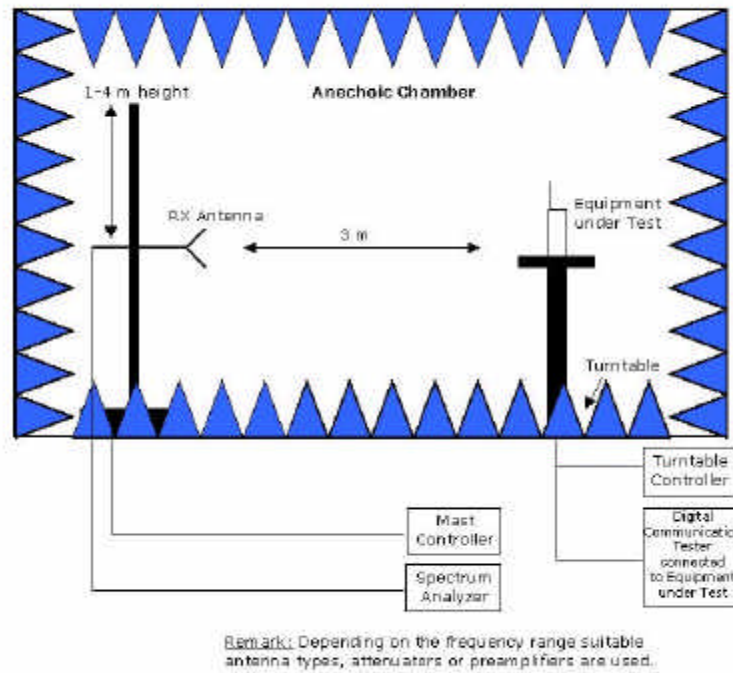 1-4 m height
Anechoic Chamber
RX Antenna
3 m
Equipment
under Test
Turntable
Turntable
Controller
Mast
Controller
Spectrum
Analyzer
Digital
Communicatio
Tester
connected
to Equipment
under Test
Remark: Depending on the frequency range suitable
antenna types, attenuators or preamplifiers are used.